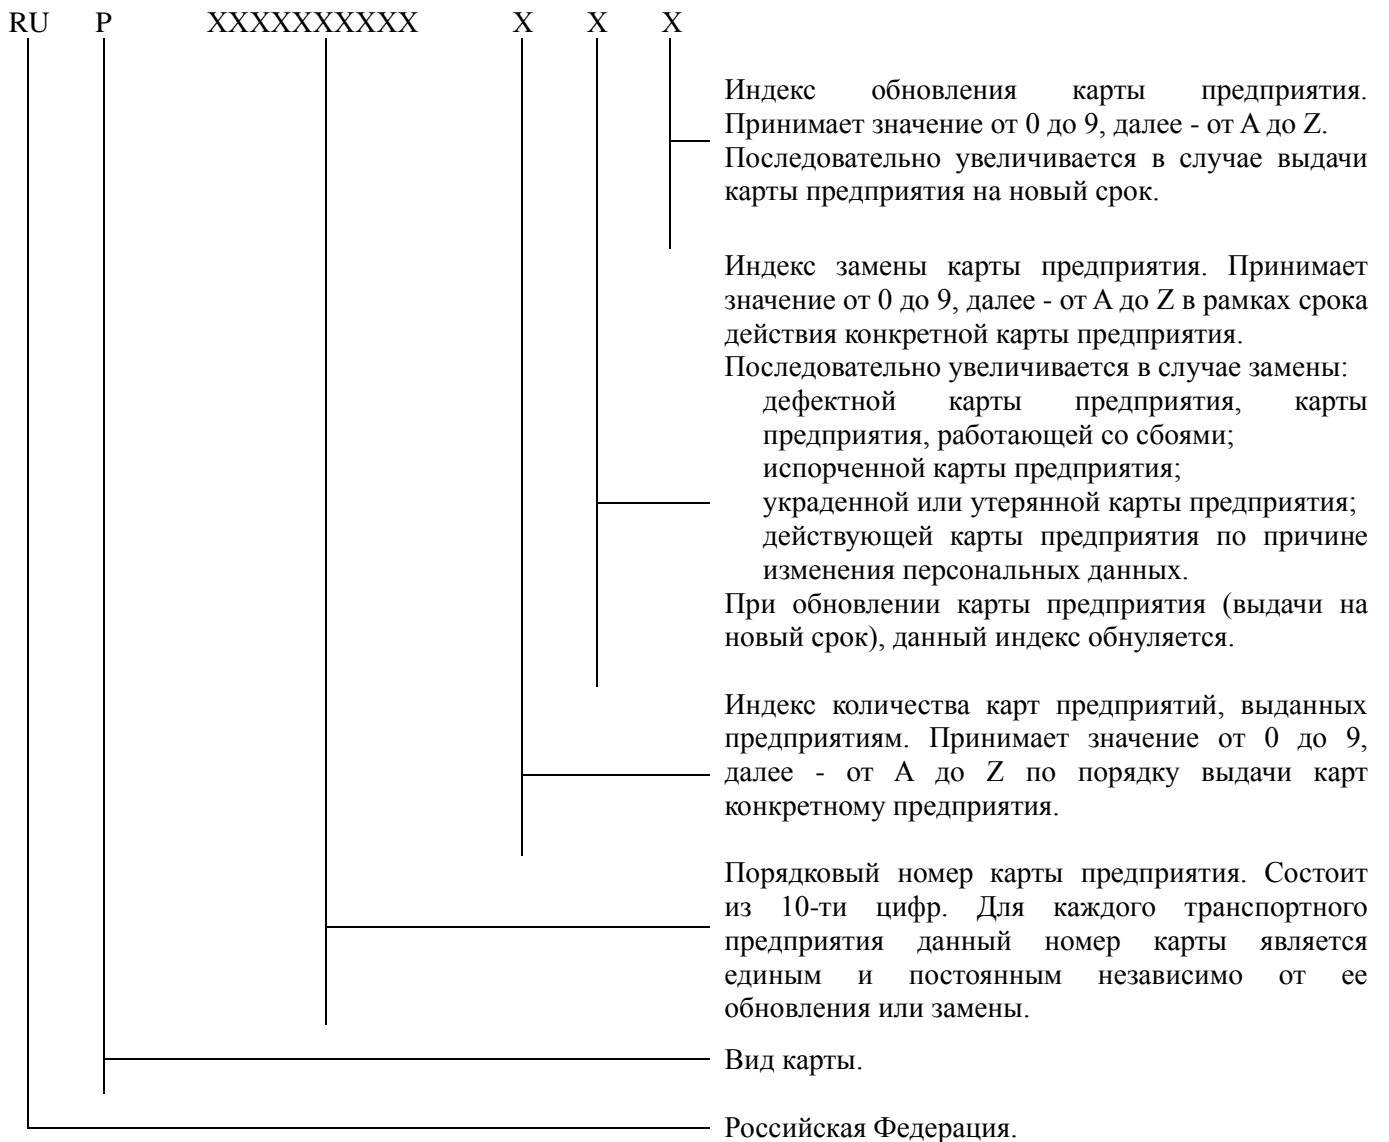 RU P XXXXXXXXXX X X X
Индекс обновления карты предприятия.
Принимает значение от 0 до 9, далее - от A до Z.
Последовательно увеличивается в случае выдачи
карты предприятия на новый срок.
Индекс замены карты предприятия. Принимает
значение от 0 до 9, далее - от A до Z в рамках срока
действия конкретной карты предприятия.
Последовательно увеличивается в случае замены:
дефектной карты предприятия, карты
предприятия, работающей со сбоями;
испорченной карты предприятия;
украденной или утерянной карты предприятия;
действующей карты предприятия по причине
изменения персональных данных.
При обновлении карты предприятия (выдачи на
новый срок), данный индекс обнуляется.
Индекс количества карт предприятий, выданных
предприятиям. Принимает значение от 0 до 9,
далее - от A до Z по порядку выдачи карт
конкретному предприятия.
Порядковый номер карты предприятия. Состоит
из 10-ти цифр. Для каждого транспортного
предприятия данный номер карты является
единым и постоянным независимо от ее
обновления или замены.
Вид карты.
Российская Федерация.